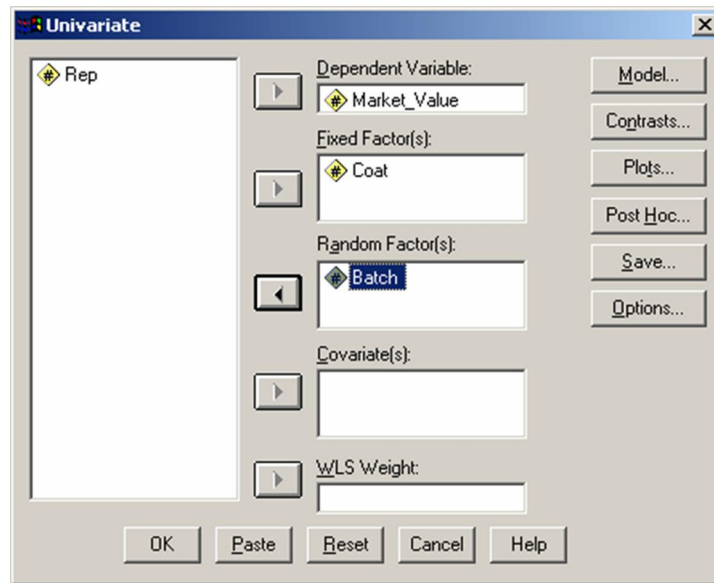 Univariate
Rep
Dependent Variable:
Market_Value
Fixed Factor(s):
Coat
Random Factor(s):
Batch
Covariate(s):
WLS Weight:
Model...
Contrasts...
Plots...
Post Hoc...
Save...
Options...
OK
Paste
Reset
Cancel
Help